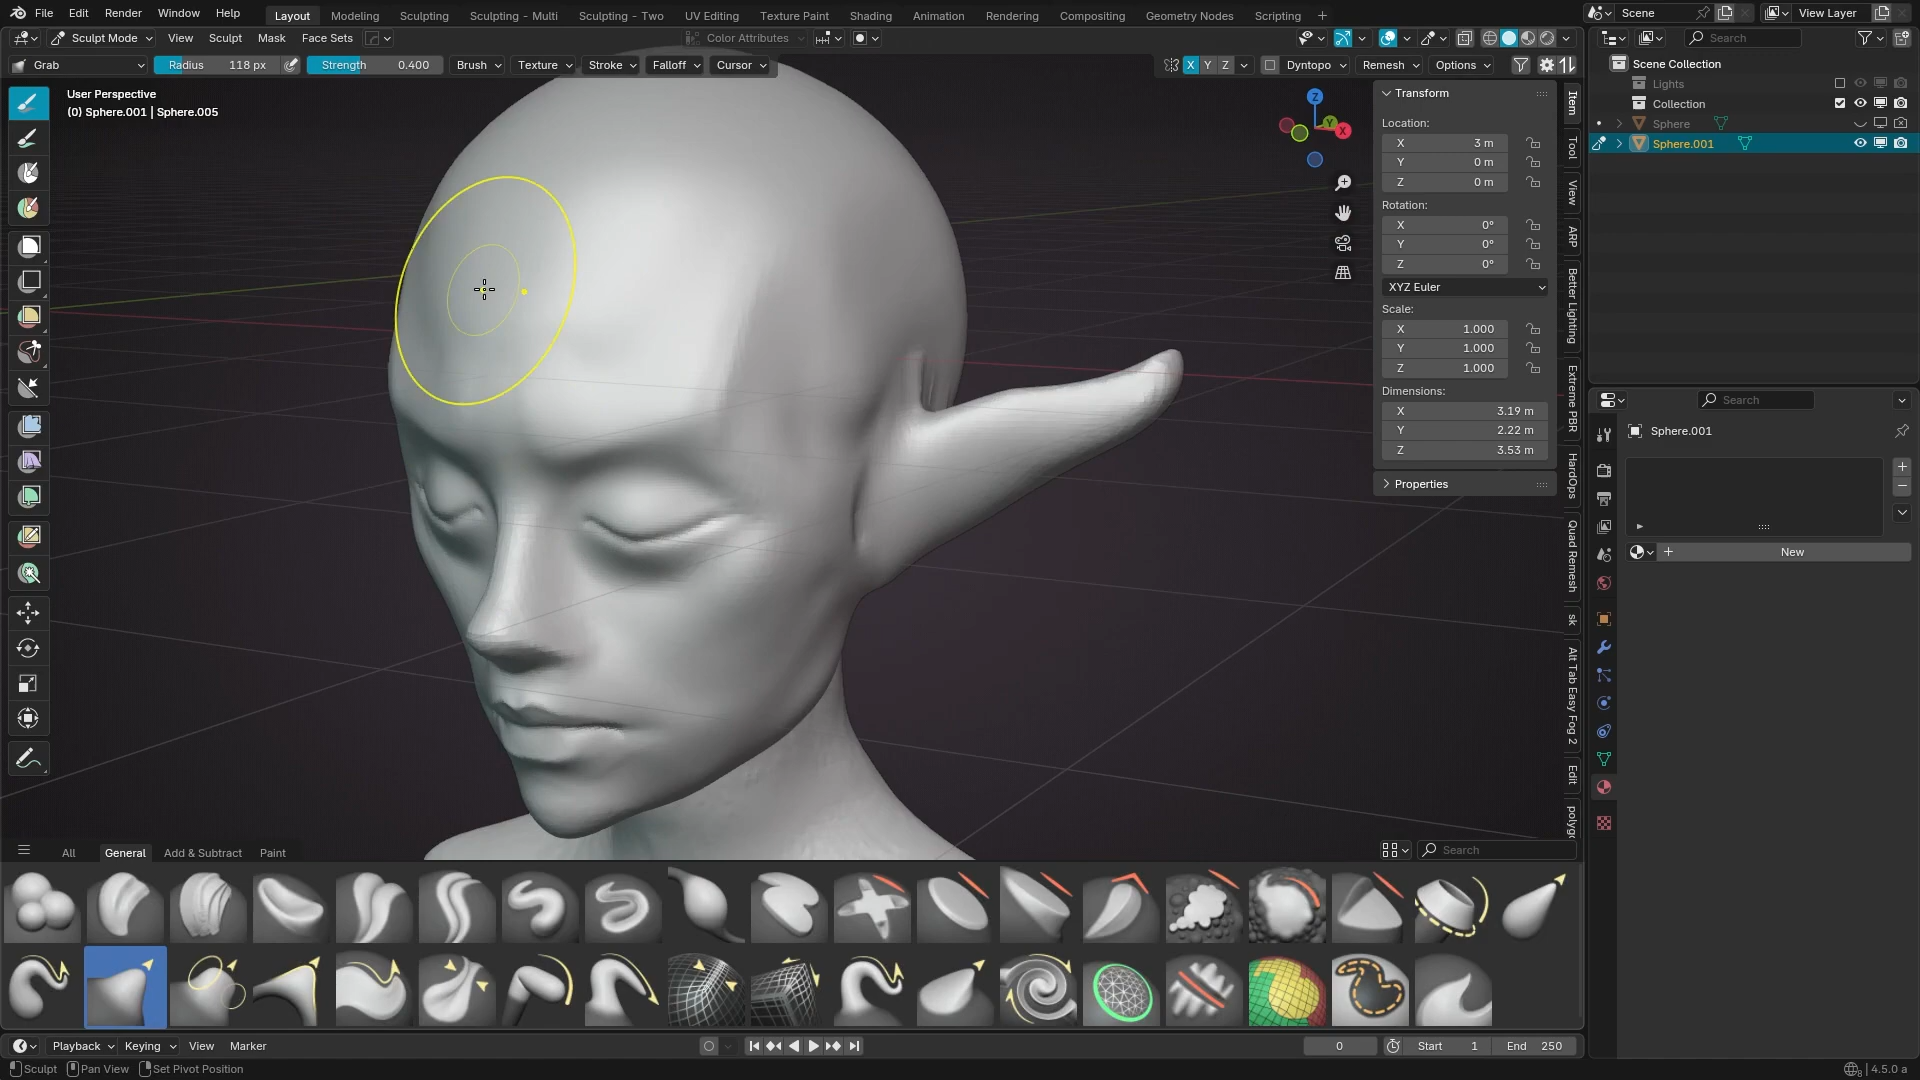 File Edit Render Window Help Layout Modeling Sculpting Sculpting - Multi Sculpting - Two UV Editing Texture Paint Shading Animation Rendering Compositing Geometry Nodes Scripting + Scene View Layer
Sculpt Mode View Sculpt Mask Face Sets Color Attributes Search
Grab Radius 118 px Strength 0.400 Brush Texture Stroke Falloff Cursor X Y Z Dyntopo Remesh Options
User Perspective
(0) Sphere.001 | Sphere.005
Z
Y
X
Transform
Location:
X 3 m
Y 0 m
Z 0 m
Rotation:
X 0°
Y 0°
Z 0°
XYZ Euler
Scale:
X 1.000
Y 1.000
Z 1.000
Dimensions:
X 3.19 m
Y 2.22 m
Z 3.53 m
Properties
Item
Tool
View
ARP
Better Lighting
Extreme PBR
HardOps
Quad Remesh
sk
Alt Tab Easy Fog 2
Edit
Scene Collection
Lights
Collection
Sphere
Sphere.001
Search
Sphere.001
New
All General Add & Subtract Paint Search
Playback Keying View Marker 0 Start 1 End 250
Sculpt Pan View Set Pivot Position 4.5.0 a